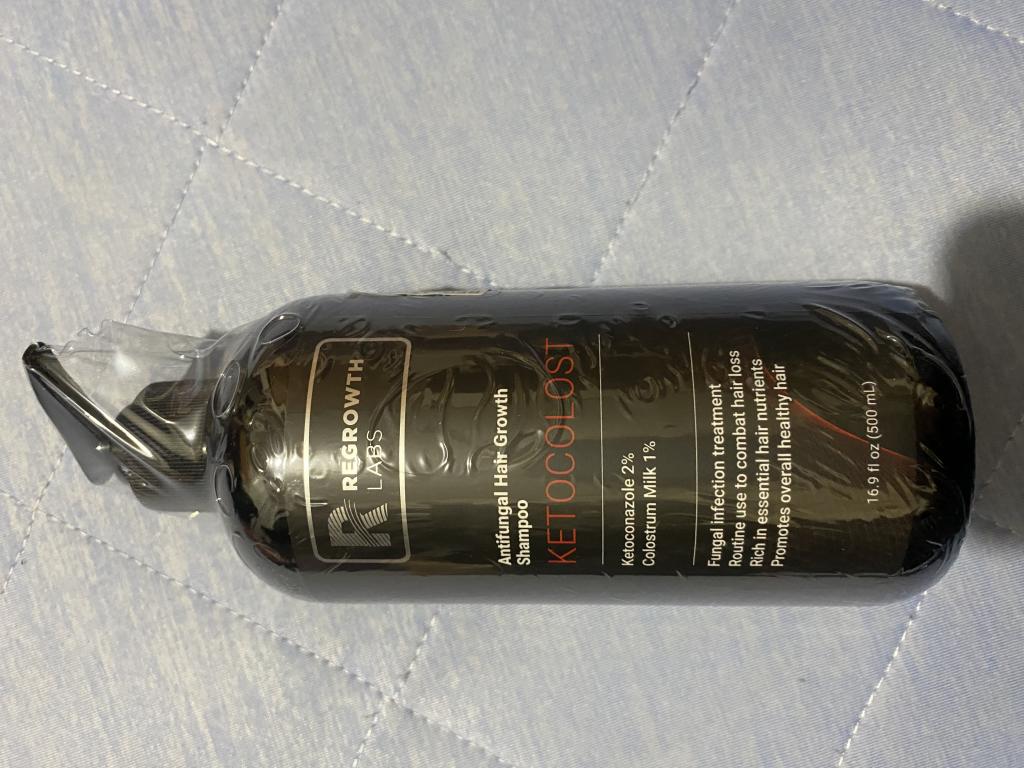 REGROWTH
LABS
Antifungal Hair Growth
Shampoo
KETOCOLOST
Ketoconazole 2%
Colostrum Milk 1%
Fungal infection treatment
Routine use to combat hair loss
Rich in essential hair nutrients
Promotes overall healthy hair
16.9 fl oz (500 mL)